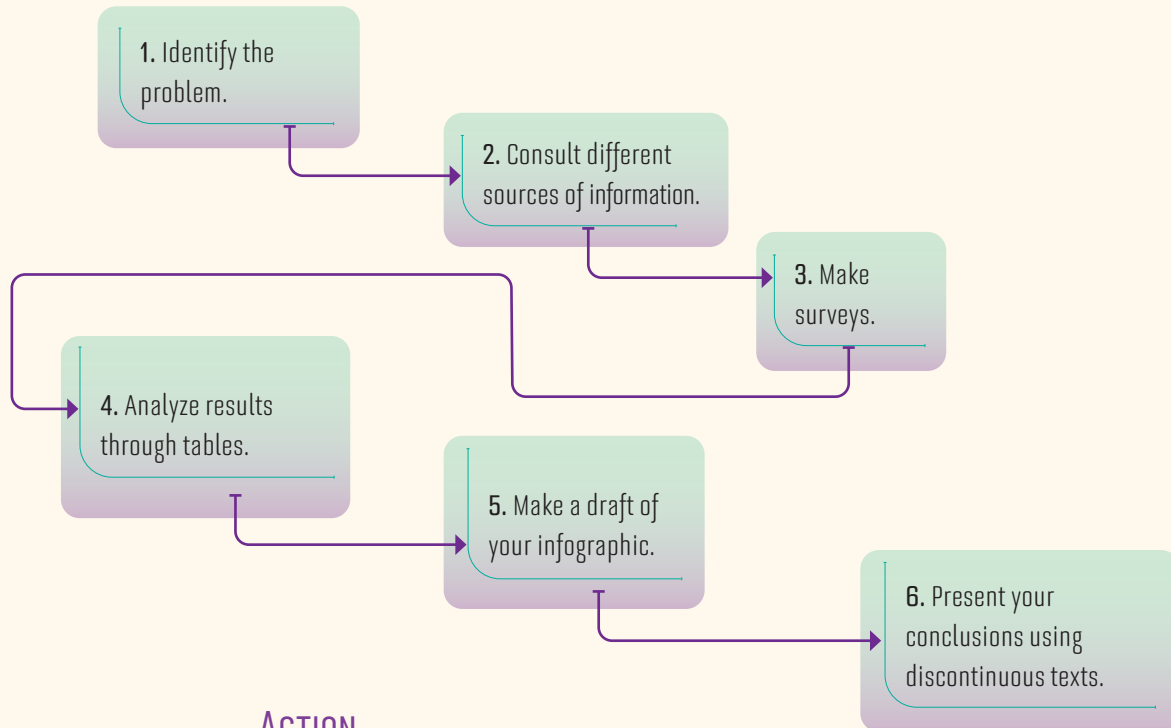 1. Identify the
problem.
2. Consult different
sources of information.
3. Make
surveys.
4. Analyze results
through tables.
5. Make a draft of
your infographic.
6. Present your
conclusions using
discontinuous texts.
ACTION